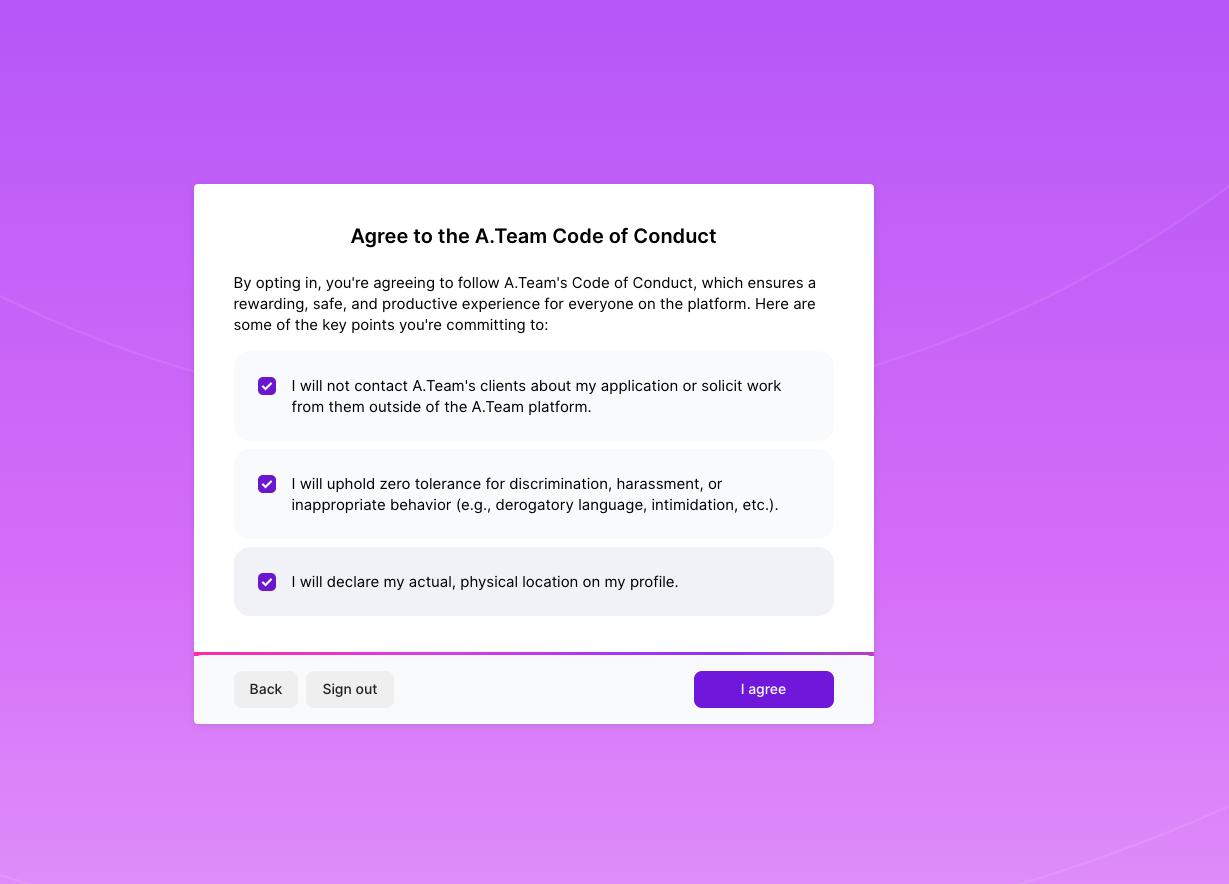 Agree to the A.Team Code of Conduct
By opting in, you're agreeing to follow A.Team's Code of Conduct, which ensures a
rewarding, safe, and productive experience for everyone on the platform. Here are
some of the key points you're committing to:
I will not contact A.Team's clients about my application or solicit work
from them outside of the A.Team platform.
I will uphold zero tolerance for discrimination, harassment, or
inappropriate behavior (e.g., derogatory language, intimidation, etc.).
I will declare my actual, physical location on my profile.
Back
Sign out
I agree